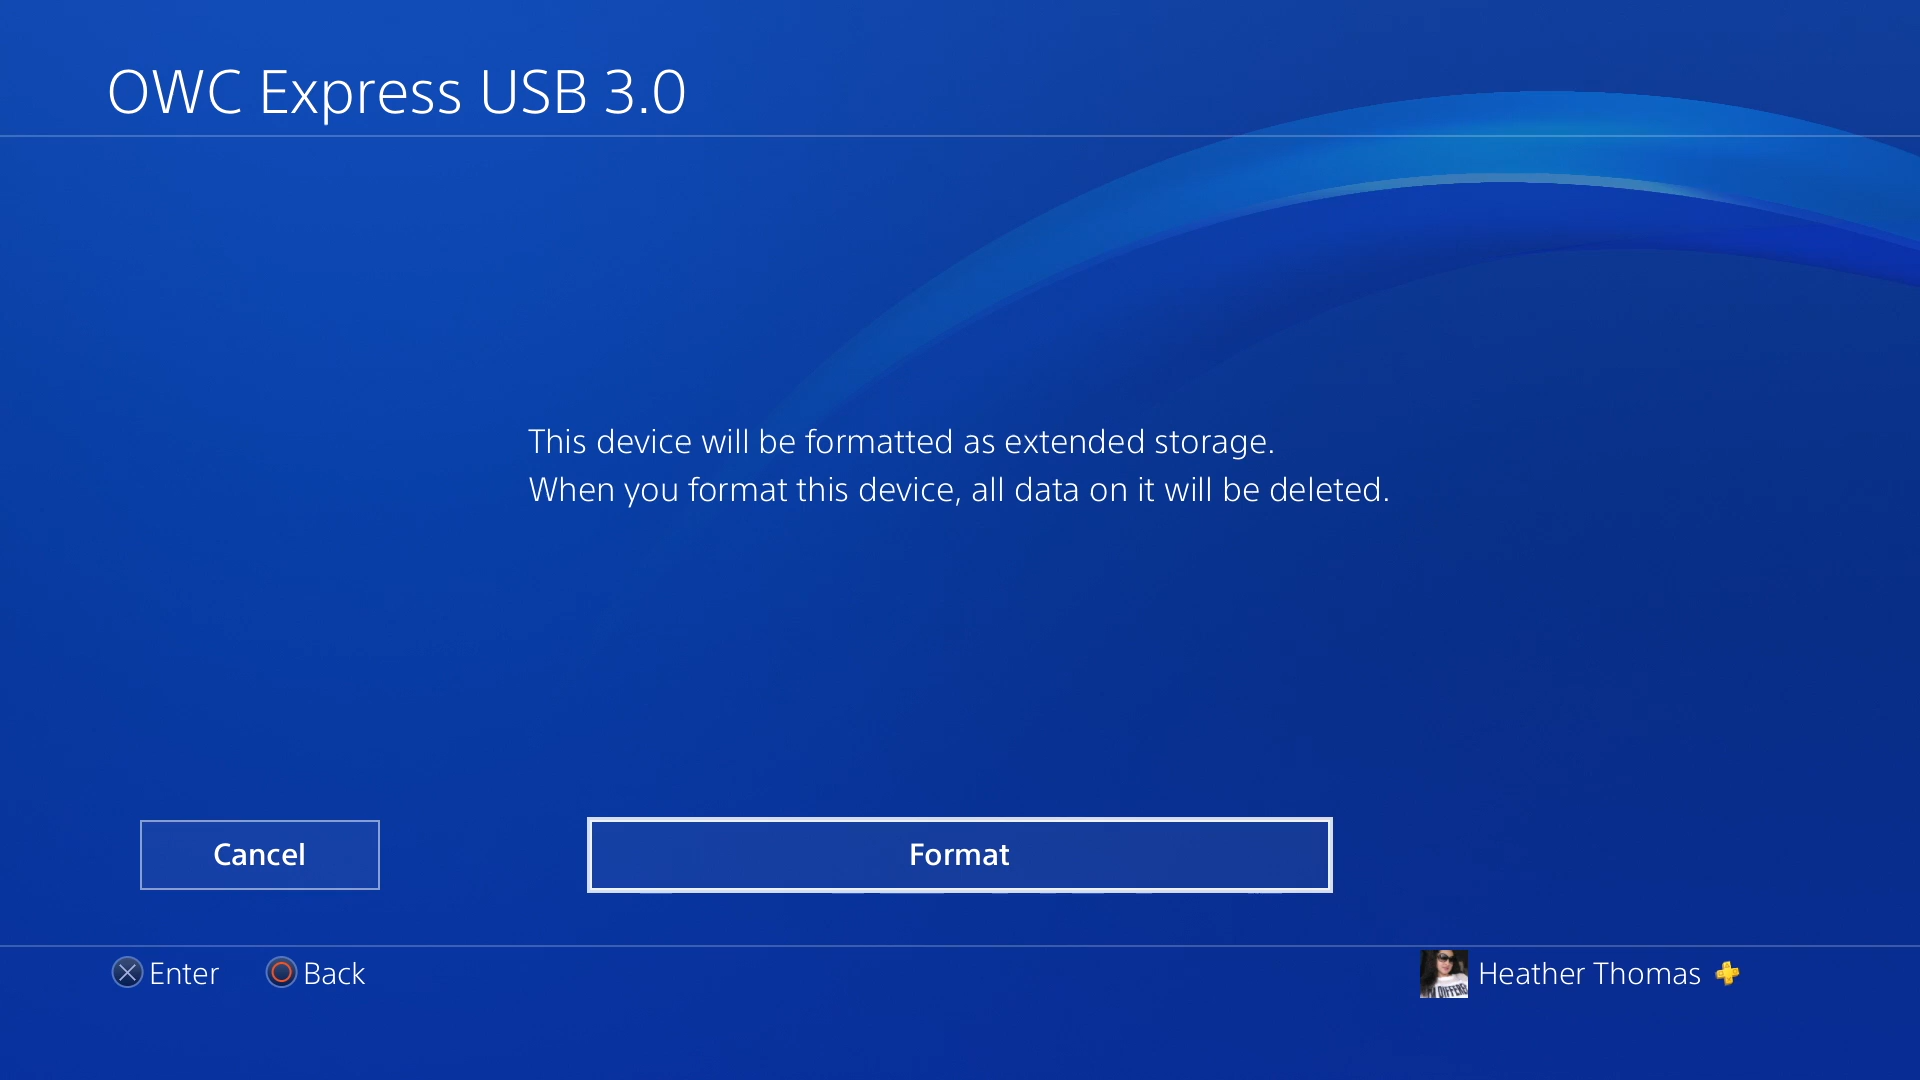 OWC Express USB 3.0
This device will be formatted as extended storage.
When you format this device, all data on it will be deleted.
Cancel
Format
Enter
Back
Heather Thomas